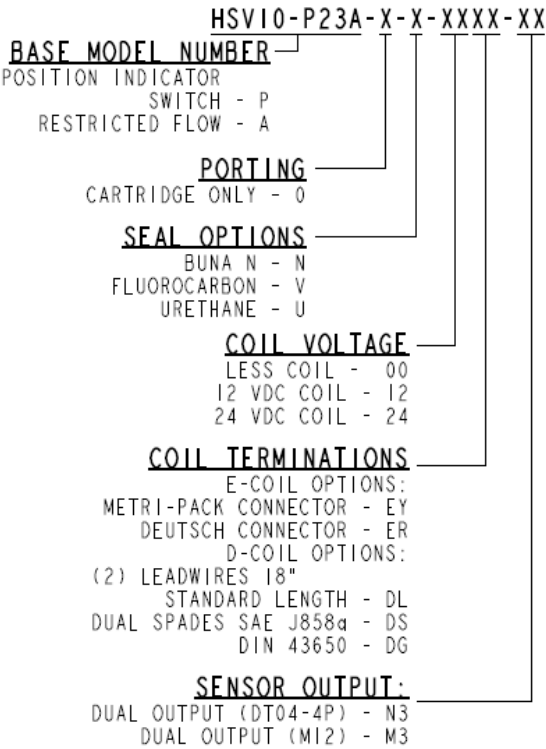 HSV10-P23A-X-X-XXXX-XX
BASE MODEL NUMBER
POSITION INDICATOR
SWITCH - P
RESTRICTED FLOW - A
PORTING
CARTRIDGE ONLY - 0
SEAL OPTIONS
BUNA N - N
FLUOROCARBON - V
URETHANE - U
COIL VOLTAGE
LESS COIL - 00
12 VDC COIL - 12
24 VDC COIL - 24
COIL TERMINATIONS
E-COIL OPTIONS:
METRI-PACK CONNECTOR - EY
DEUTSCH CONNECTOR - ER
D-COIL OPTIONS:
(2) LEADWIRES 18"
STANDARD LENGTH - DL
DUAL SPADES SAE J858a - DS
DIN 43650 - DG
SENSOR OUTPUT:
DUAL OUTPUT (DT04-4P) - N3
DUAL OUTPUT (M12) - M3